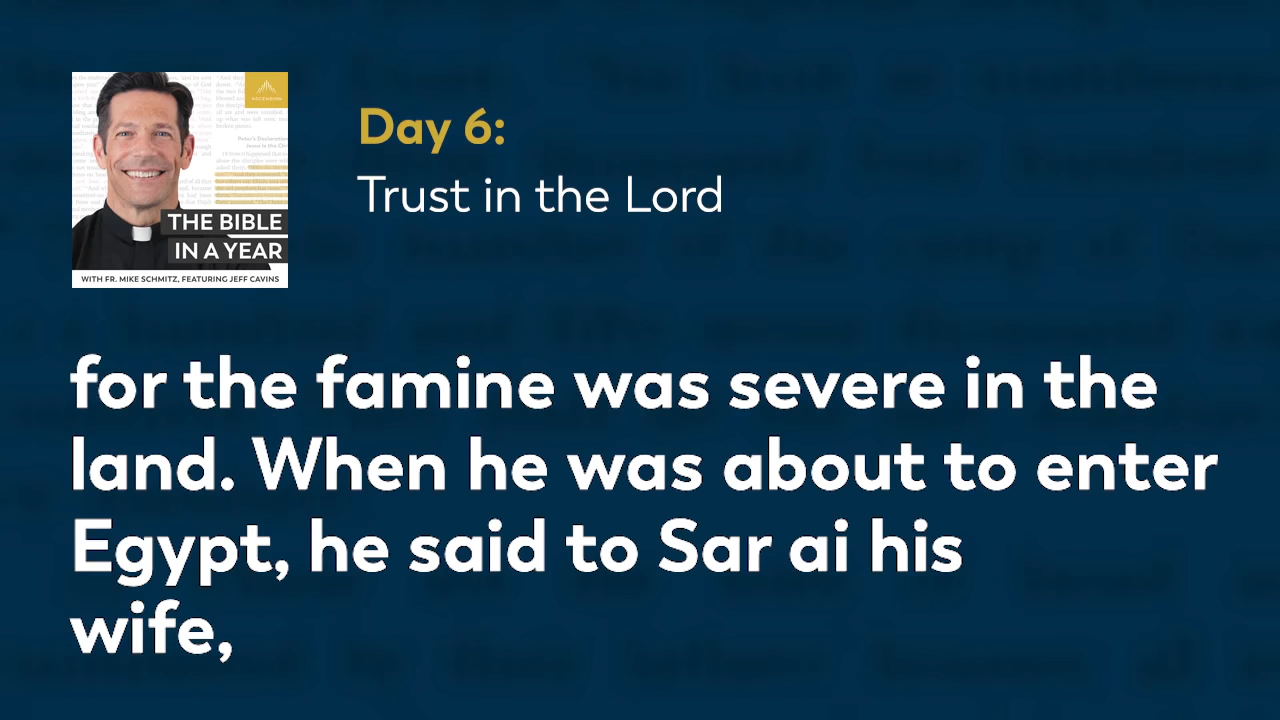 ASCENSION
THE BIBLE
IN A YEAR
WITH FR. MIKE SCHMITZ, FEATURING JEFF CAVINS
Day 6:
Trust in the Lord
for the famine was severe in the
land. When he was about to enter
Egypt, he said to Sar ai his
wife,